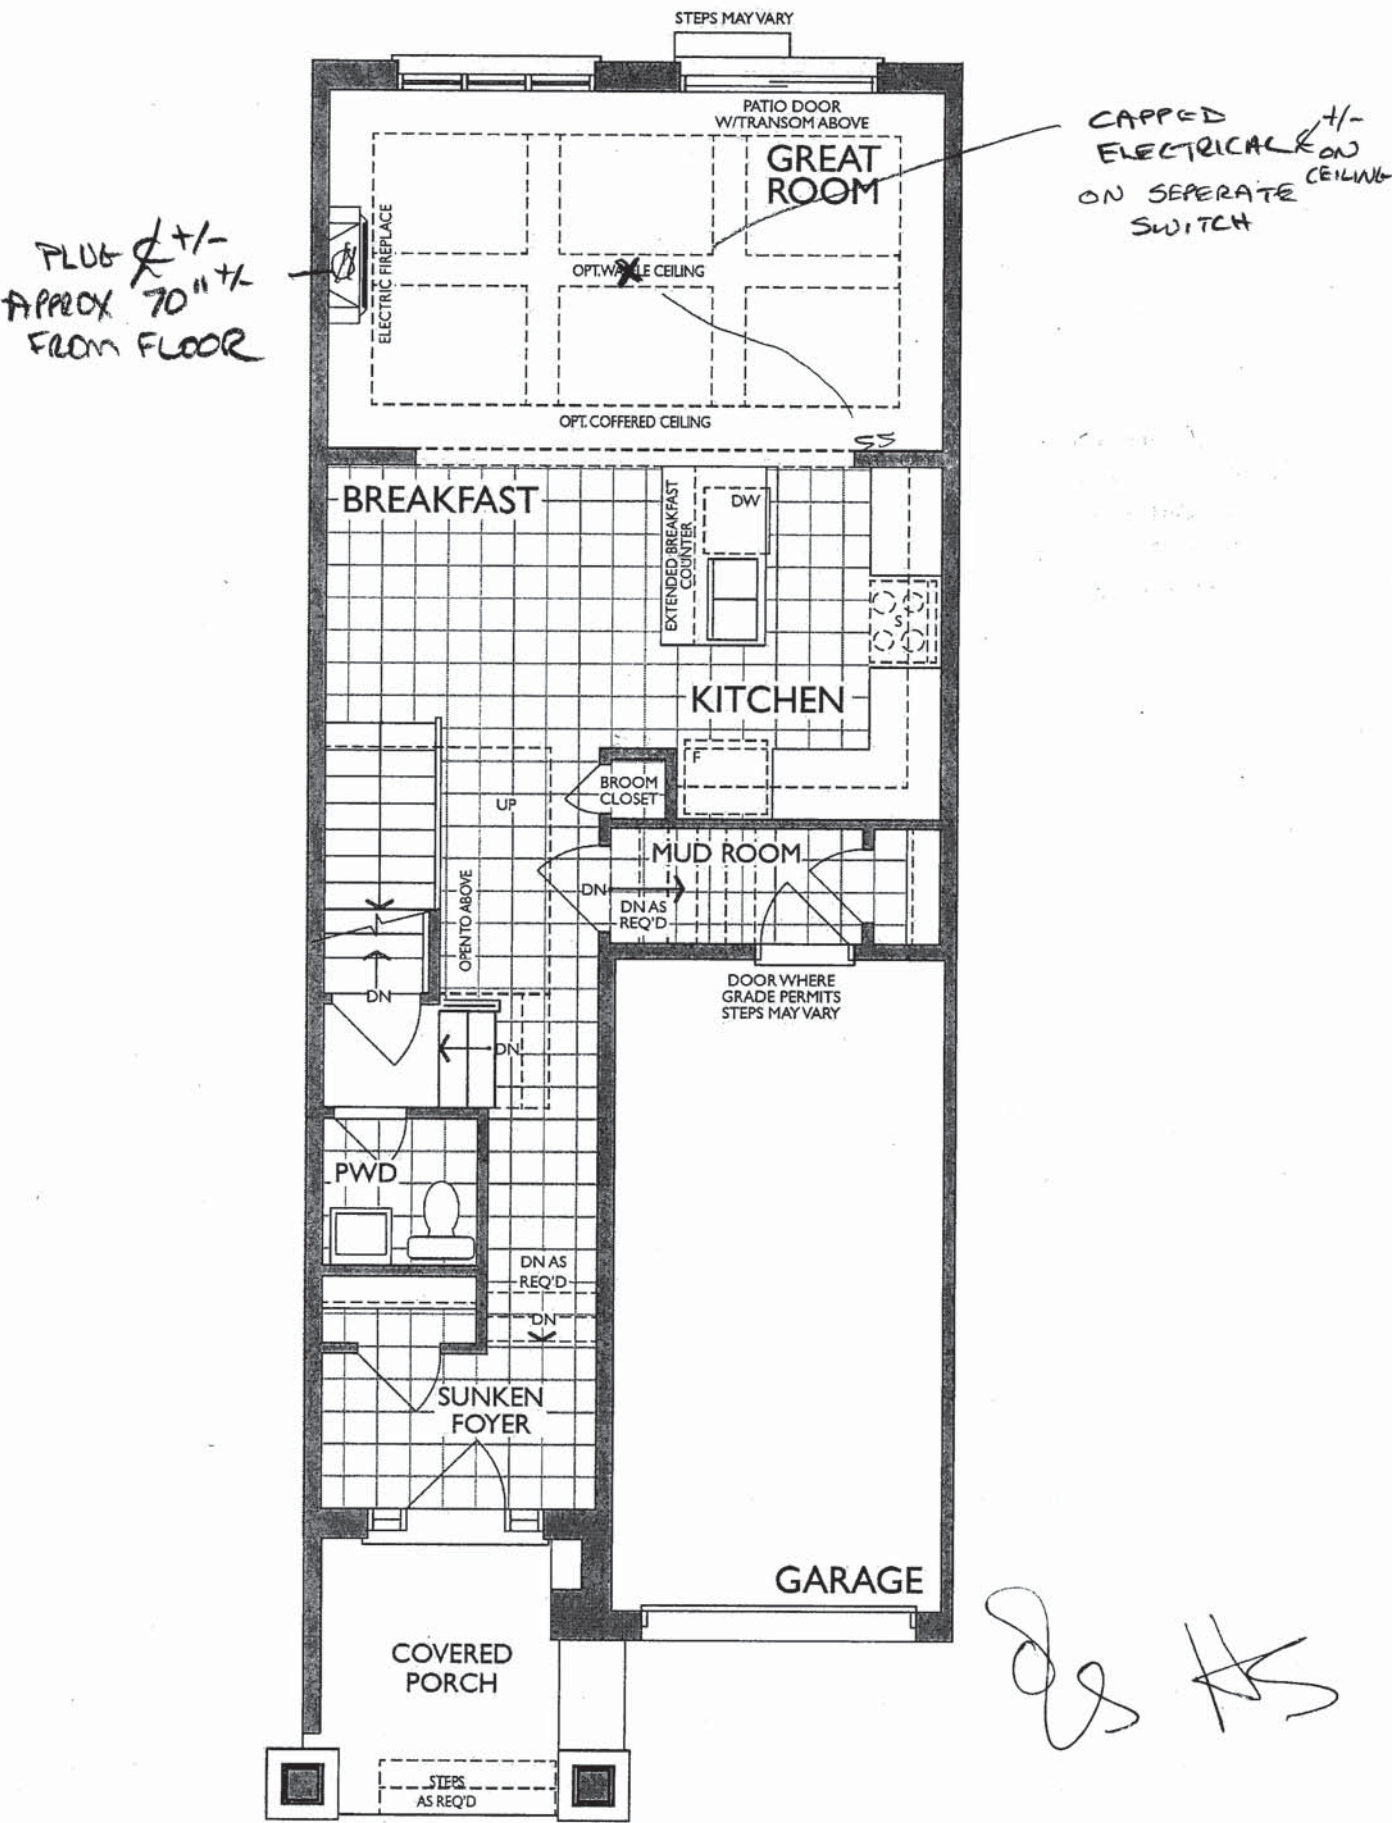 STEPS MAY VARY
PATIO DOOR
W/TRANSOM ABOVE
GREAT
ROOM
CAPPED +/-
ELECTRICAL ℄ ON
ON SEPERATE CEILING
SWITCH
PLUG ℄ +/-
APPROX 70" +/-
FROM FLOOR
ELECTRIC FIREPLACE
OPT. WAFFLE CEILING
OPT. COFFERED CEILING
SS
BREAKFAST
EXTENDED BREAKFAST
COUNTER
DW
S
KITCHEN
F
BROOM
CLOSET
UP
MUD ROOM
DN
DN AS
REQ'D
OPEN TO ABOVE
DN
DOOR WHERE
GRADE PERMITS
STEPS MAY VARY
DN
PWD
DN AS
REQ'D
DN
SUNKEN
FOYER
GARAGE
COVERED
PORCH
STEPS
AS REQ'D
HS